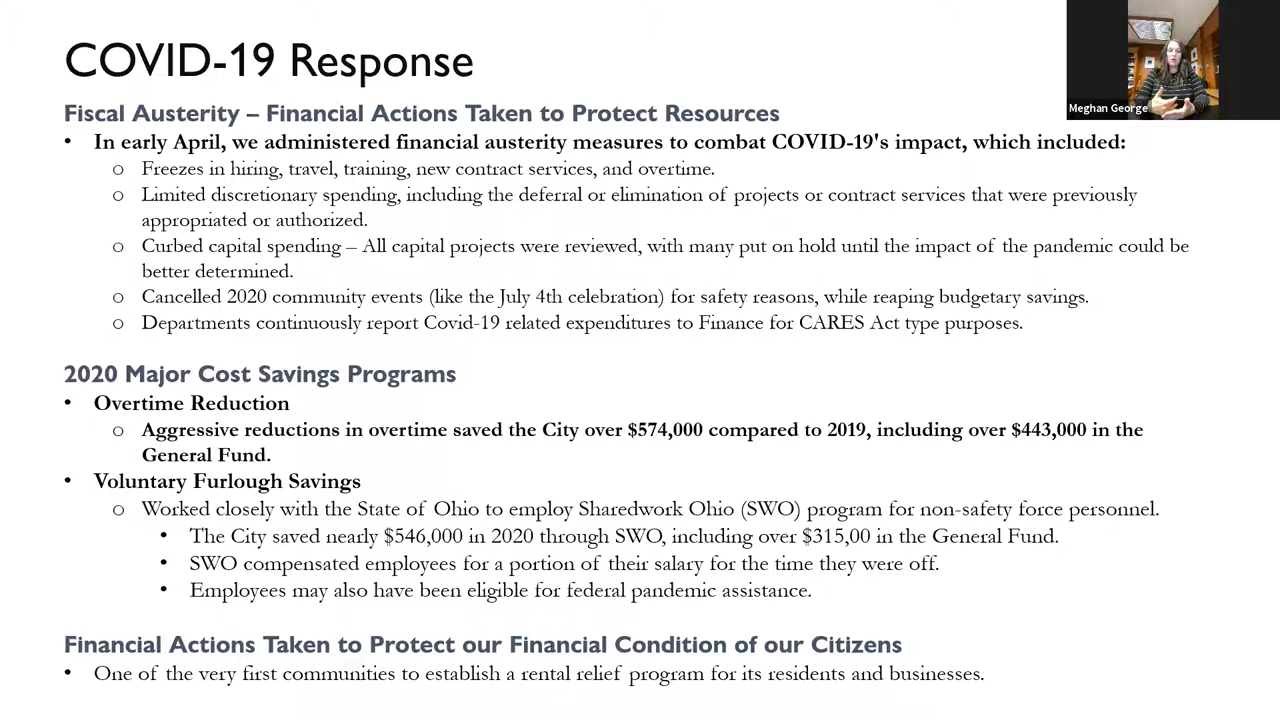 COVID-19 Response
Meghan George
Fiscal Austerity – Financial Actions Taken to Protect Resources
• In early April, we administered financial austerity measures to combat COVID-19's impact, which included:
o Freezes in hiring, travel, training, new contract services, and overtime.
o Limited discretionary spending, including the deferral or elimination of projects or contract services that were previously
appropriated or authorized.
o Curbed capital spending – All capital projects were reviewed, with many put on hold until the impact of the pandemic could be
better determined.
o Cancelled 2020 community events (like the July 4th celebration) for safety reasons, while reaping budgetary savings.
o Departments continuously report Covid-19 related expenditures to Finance for CARES Act type purposes.
2020 Major Cost Savings Programs
• Overtime Reduction
o Aggressive reductions in overtime saved the City over $574,000 compared to 2019, including over $443,000 in the
General Fund.
• Voluntary Furlough Savings
o Worked closely with the State of Ohio to employ Sharedwork Ohio (SWO) program for non-safety force personnel.
• The City saved nearly $546,000 in 2020 through SWO, including over $315,00 in the General Fund.
• SWO compensated employees for a portion of their salary for the time they were off.
• Employees may also have been eligible for federal pandemic assistance.
Financial Actions Taken to Protect our Financial Condition of our Citizens
• One of the very first communities to establish a rental relief program for its residents and businesses.